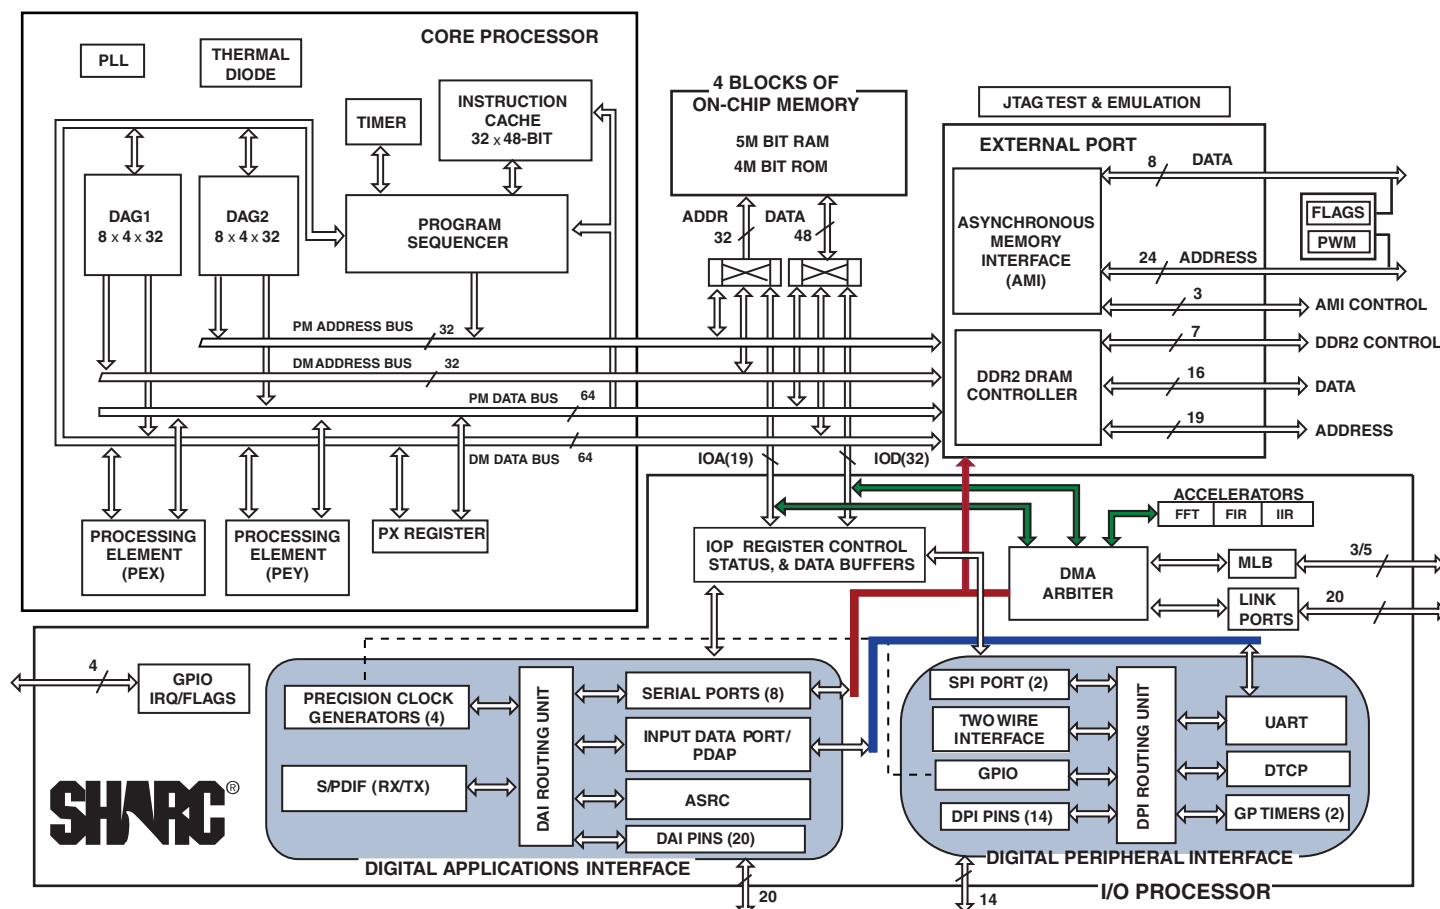 CORE PROCESSOR
PLL
THERMAL
DIODE
TIMER
INSTRUCTION
CACHE
32 x 48-BIT
DAG1
8 x 4 x 32
DAG2
8 x 4 x 32
PROGRAM
SEQUENCER
PM ADDRESS BUS
32
DM ADDRESS BUS
32
PM DATA BUS
64
DM DATA BUS
64
PROCESSING
ELEMENT
(PEX)
PROCESSING
ELEMENT
(PEY)
PX REGISTER
4 BLOCKS OF
ON-CHIP MEMORY
5M BIT RAM
4M BIT ROM
ADDR
32
DATA
48
IOA(19)
IOD(32)
JTAG TEST & EMULATION
EXTERNAL PORT
ASYNCHRONOUS
MEMORY
INTERFACE
(AMI)
DDR2 DRAM
CONTROLLER
8
DATA
FLAGS
PWM
24
ADDRESS
3
AMI CONTROL
7
DDR2 CONTROL
16
DATA
19
ADDRESS
IOP REGISTER CONTROL
STATUS, & DATA BUFFERS
ACCELERATORS
FFT
FIR
IIR
DMA
ARBITER
MLB
3/5
LINK
PORTS
20
4
GPIO
IRQ/FLAGS
PRECISION CLOCK
GENERATORS (4)
S/PDIF (RX/TX)
DAI ROUTING UNIT
SERIAL PORTS (8)
INPUT DATA PORT/
PDAP
ASRC
DAI PINS (20)
DIGITAL APPLICATIONS INTERFACE
20
SPI PORT (2)
TWO WIRE
INTERFACE
GPIO
DPI PINS (14)
DPI ROUTING UNIT
UART
DTCP
GP TIMERS (2)
DIGITAL PERIPHERAL INTERFACE
14
I/O PROCESSOR
SHARC®